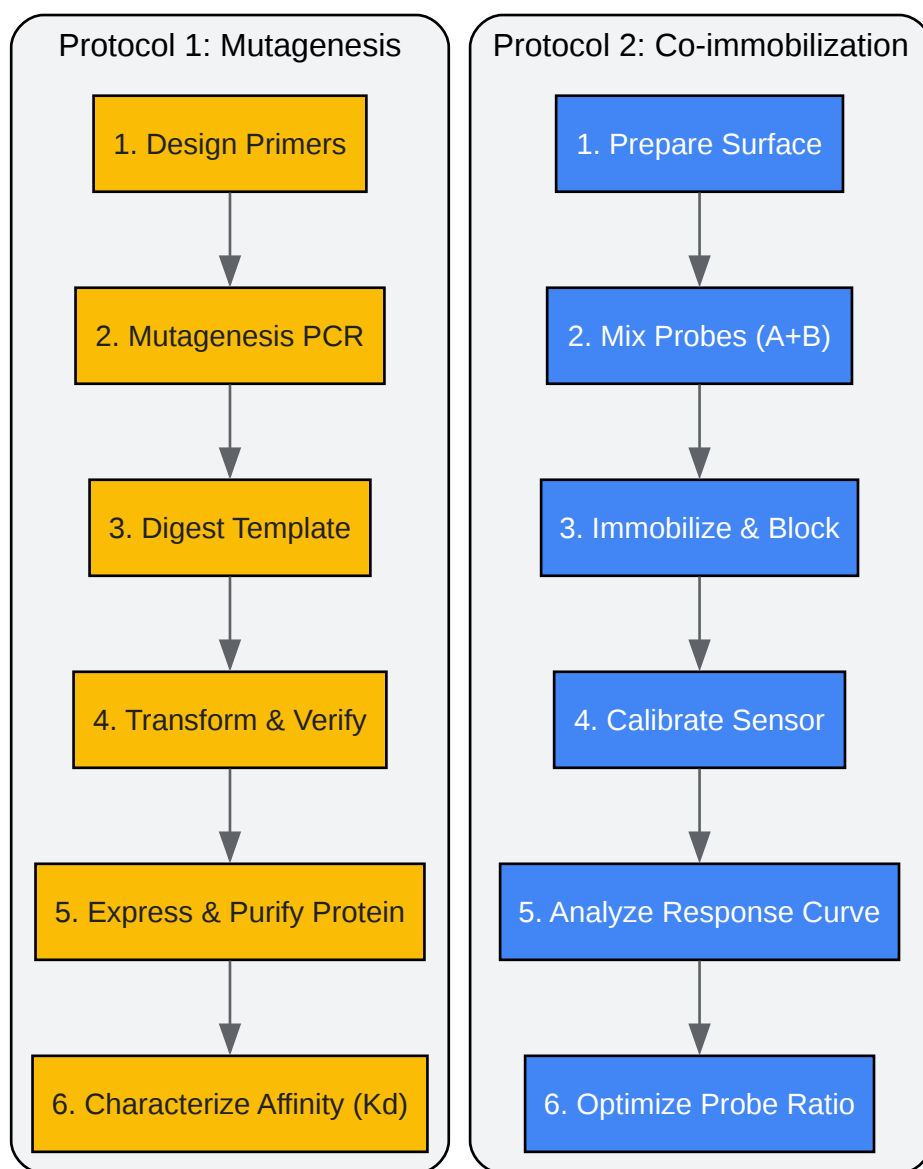 Protocol 1: Mutagenesis
1. Design Primers
2. Mutagenesis PCR
3. Digest Template
4. Transform & Verify
5. Express & Purify Protein
6. Characterize Affinity (Kd)
Protocol 2: Co-immobilization
1. Prepare Surface
2. Mix Probes (A+B)
3. Immobilize & Block
4. Calibrate Sensor
5. Analyze Response Curve
6. Optimize Probe Ratio